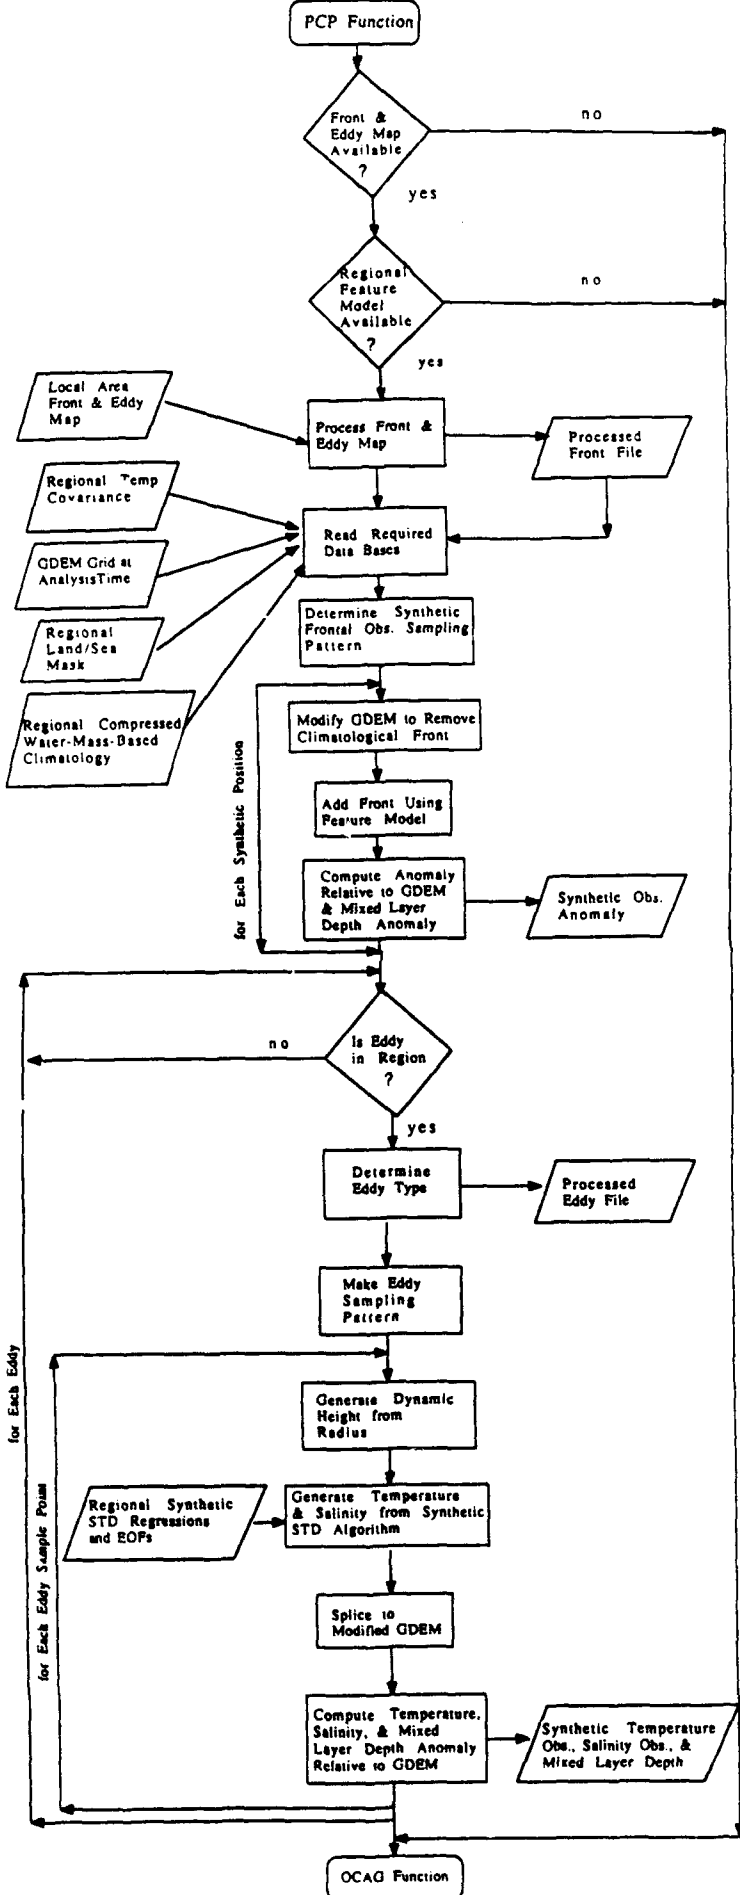 PCP Function
Front &
Eddy Map
Available
?
no
yes
Regional
Feature
Model
Available
?
no
yes
Local Area
Front & Eddy
Map
Process Front &
Eddy Map
Processed
Front File
Regional Temp
Covariance
Read Required
Data Bases
GDEM Grid at
AnalysisTime
Regional
Land/Sea
Mask
Determine Synthetic
Frontal Obs. Sampling
Pattern
Regional Compressed
Water-Mass-Based
Climatology
for Each Synthetic Position
Modify GDEM to Remove
Climatological Front
Add Front Using
Feature Model
Compute Anomaly
Relative to GDEM
& Mixed Layer
Depth Anomaly
Synthetic Obs.
Anomaly
Is Eddy
in Region
?
no
yes
Determine
Eddy Type
Processed
Eddy File
Make Eddy
Sampling
Pattern
for Each Eddy
for Each Eddy Sample Point
Generate Dynamic
Height from
Radius
Regional Synthetic
STD Regressions
and EOFs
Generate Temperature
& Salinity from Synthetic
STD Algorithm
Splice to
Modified GDEM
Compute Temperature,
Salinity, & Mixed
Layer Depth Anomaly
Relative to GDEM
Synthetic Temperature
Obs., Salinity Obs., &
Mixed Layer Depth
OCAG Function